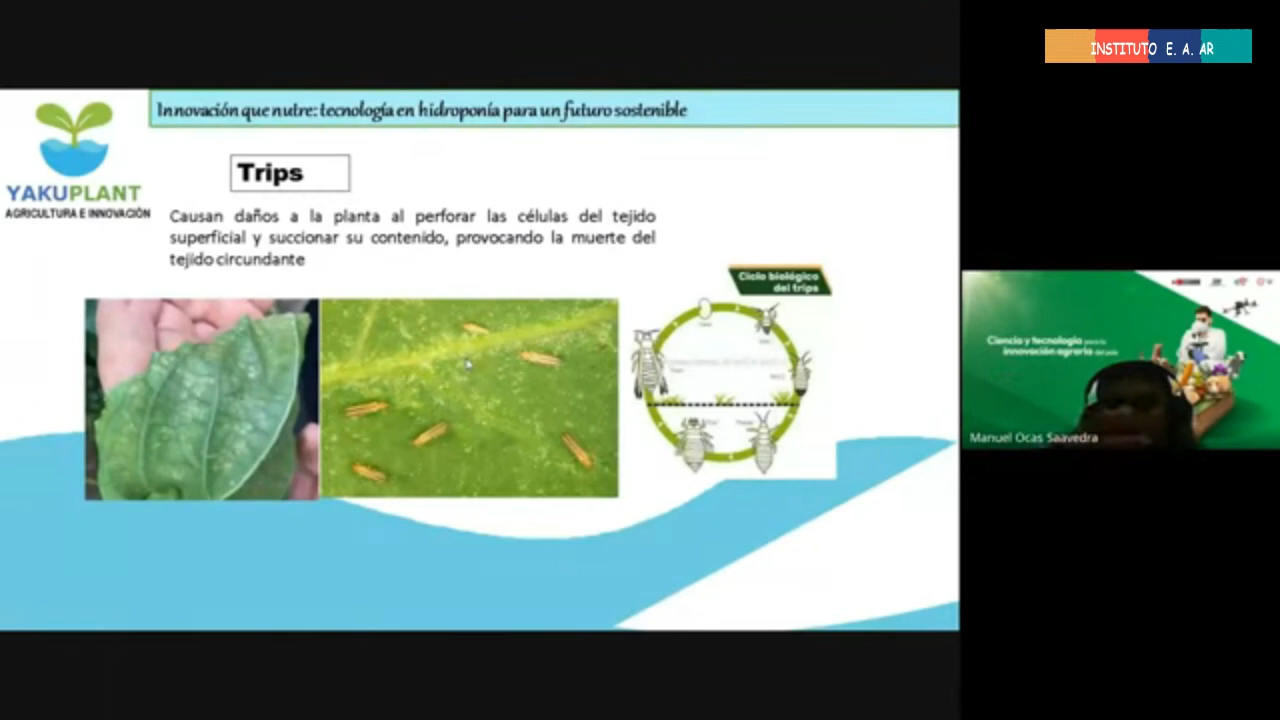 INSTITUTO E. A. AR
Innovación que nutre: tecnología en hidroponía para un futuro sostenible
YAKUPLANT
AGRICULTURA E INNOVACIÓN
Trips
Causan daños a la planta al perforar las células del tejido
superficial y succionar su contenido, provocando la muerte del
tejido circundante
Ciclo biológico
del trips
Ciencia y tecnología para la
innovación agraria del país
Manuel Ocas Saavedra